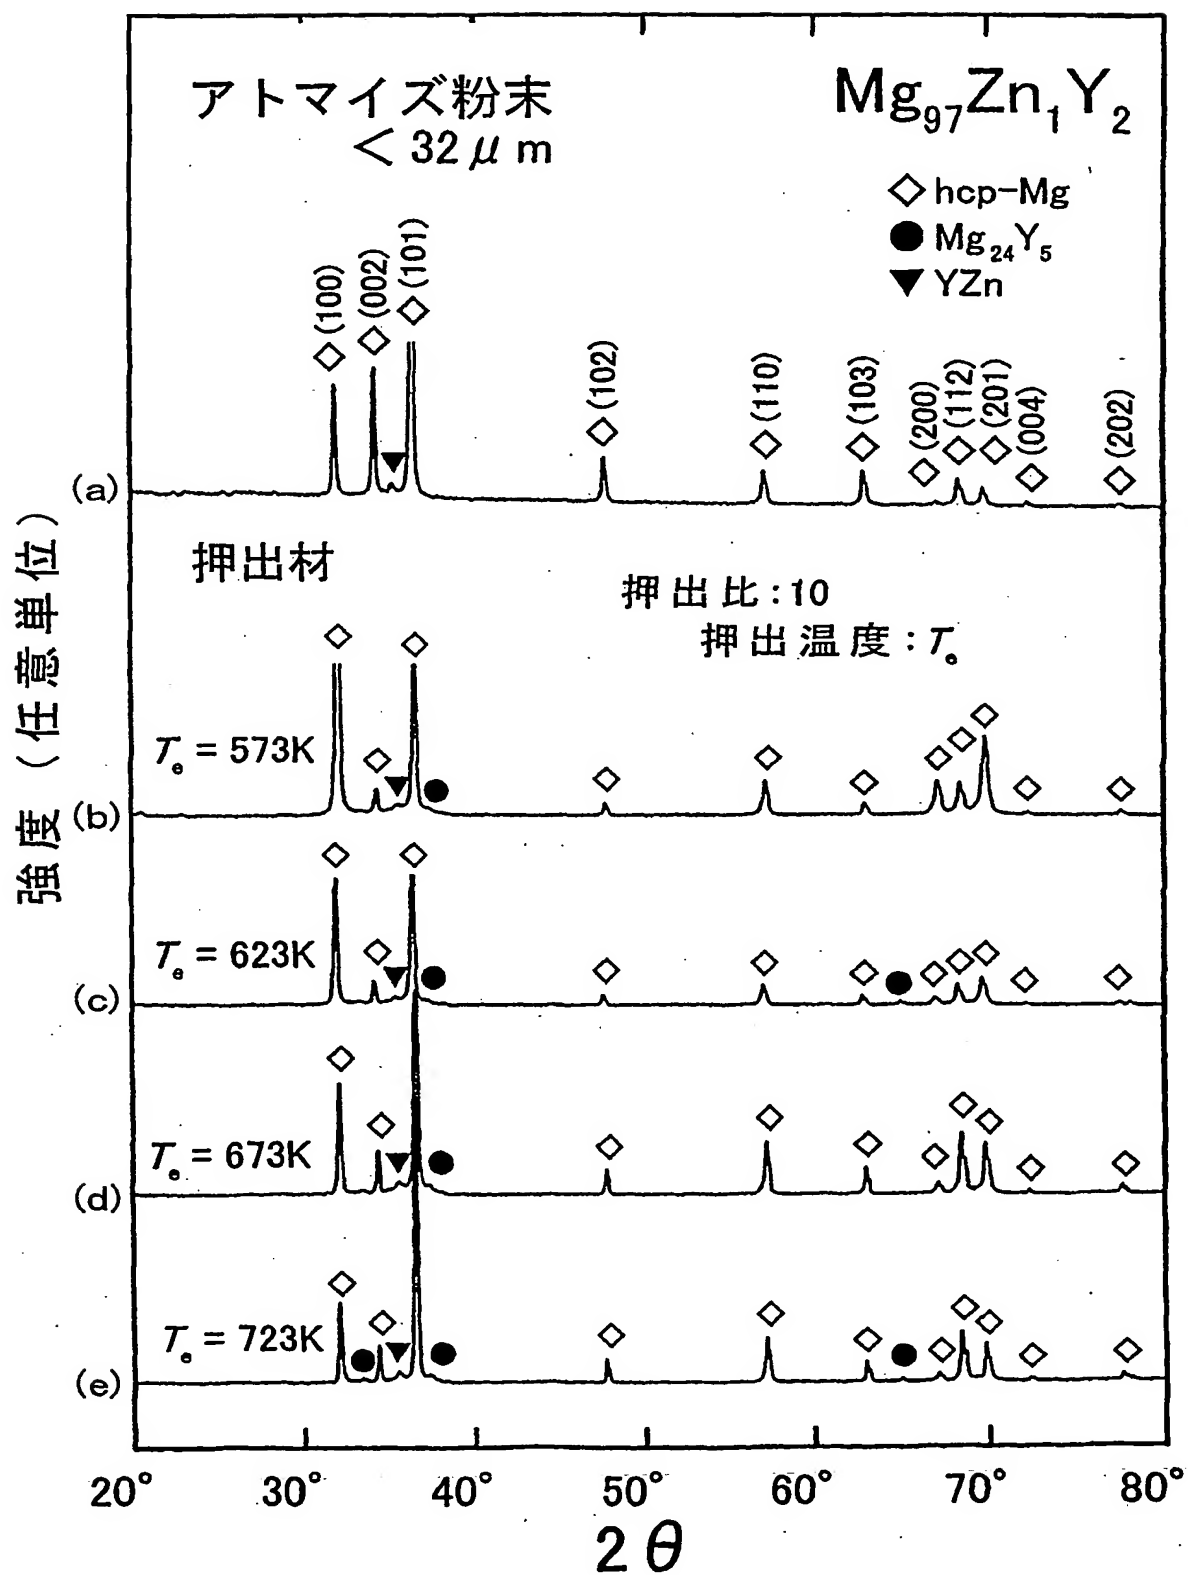 アトマイズ粉末
< 32μm
Mg97Zn1Y2
◇ hcp-Mg
● Mg24Y5
▼ YZn
(100)
(002)
(101)
(102)
(110)
(103)
(200)
(112)
(201)
(004)
(202)
(a)
押出材
押出比:10
押出温度:Te
Te = 573K
(b)
Te = 623K
(c)
Te = 673K
(d)
Te = 723K
(e)
強度(任意単位)
20° 30° 40° 50° 60° 70° 80°
2θ